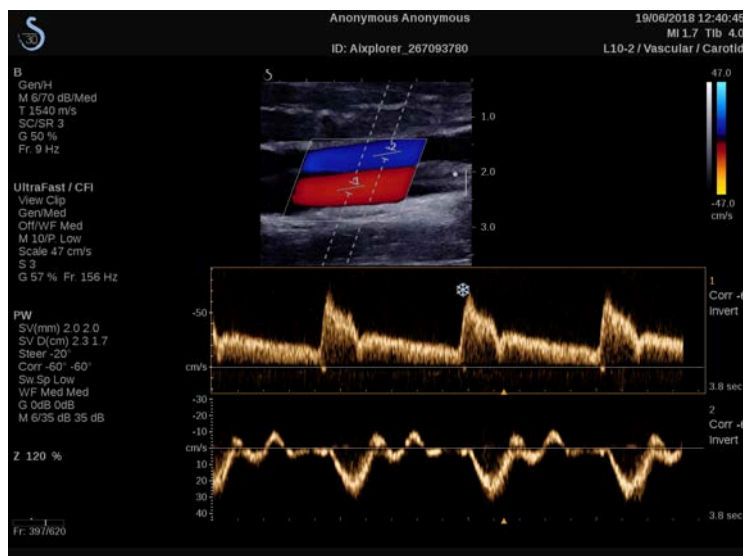 30
Anonymous Anonymous
19/06/2018 12:40:45
MI 1.7 TIb 4.0
ID: Aixplorer_267093780
L10-2 / Vascular / Carotid
B
Gen/H
M 6/70 dB/Med
T 1540 m/s
SC/SR 3
G 50 %
Fr. 9 Hz
UltraFast / CFI
View Clip
Gen/Med
Off/WF Med
M 10/P. Low
Scale 47 cm/s
S 3
G 57 % Fr. 156 Hz
PW
SV(mm) 2.0 2.0
SV D(cm) 2.3 1.7
Steer -20°
Corr -60° -60°
Sw.Sp Low
WF Med Med
G 0dB 0dB
M 6/35 dB 35 dB
Z 120 %
Fr: 397/620
1.0
2.0
3.0
47.0
-47.0
cm/s
-50
cm/s
1
Corr -6
Invert
3.8 sec
-30
-20
-10
cm/s
10
20
30
40
2
Corr -6
Invert
3.8 sec